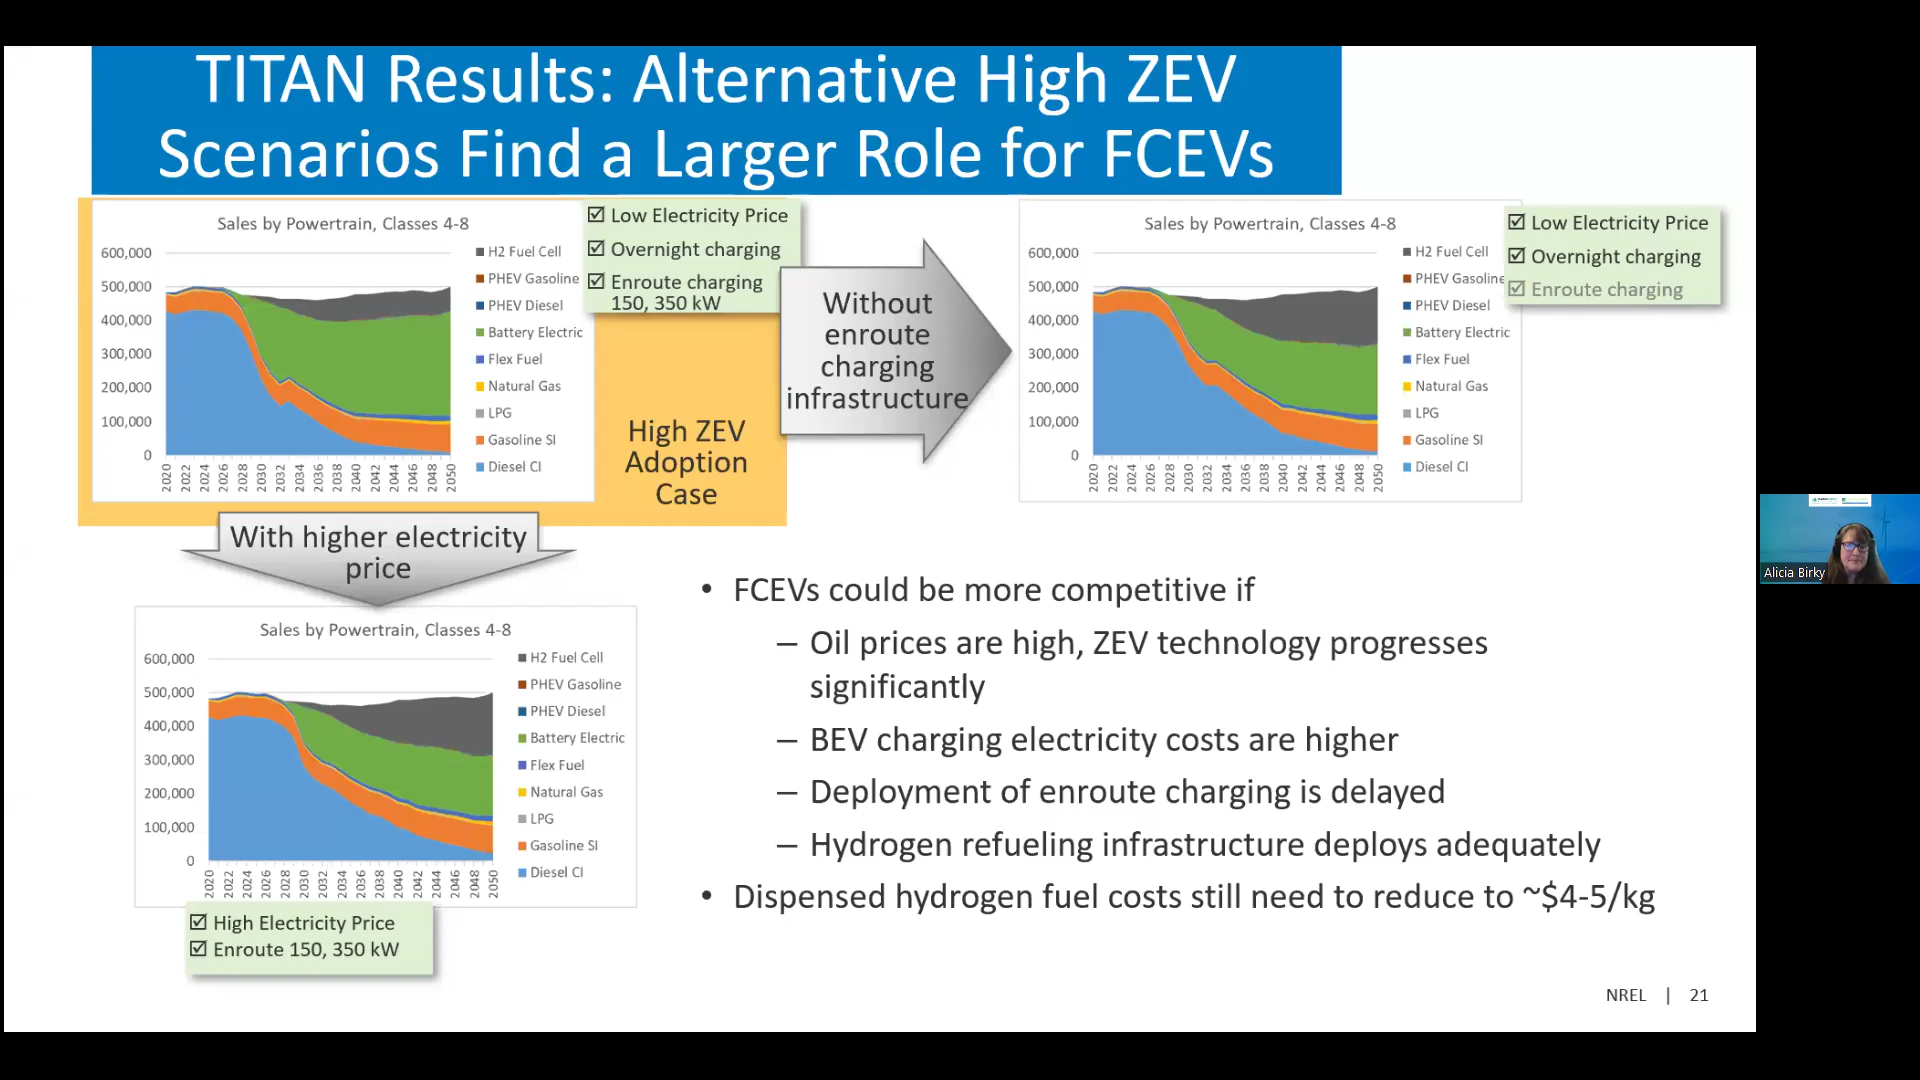 TITAN Results: Alternative High ZEV
Scenarios Find a Larger Role for FCEVs
Sales by Powertrain, Classes 4-8
600,000
500,000
400,000
300,000
200,000
100,000
0
2020 2022 2024 2026 2028 2030 2032 2034 2036 2038 2040 2042 2044 2046 2048 2050
H2 Fuel Cell
PHEV Gasoline
PHEV Diesel
Battery Electric
Flex Fuel
Natural Gas
LPG
Gasoline SI
Diesel CI
☑ Low Electricity Price
☑ Overnight charging
☑ Enroute charging
150, 350 kW
High ZEV
Adoption
Case
Without
enroute
charging
infrastructure
Sales by Powertrain, Classes 4-8
600,000
500,000
400,000
300,000
200,000
100,000
0
2020 2022 2024 2026 2028 2030 2032 2034 2036 2038 2040 2042 2044 2046 2048 2050
H2 Fuel Cell
PHEV Gasoline
PHEV Diesel
Battery Electric
Flex Fuel
Natural Gas
LPG
Gasoline SI
Diesel CI
☑ Low Electricity Price
☑ Overnight charging
☑ Enroute charging
With higher electricity
price
Sales by Powertrain, Classes 4-8
600,000
500,000
400,000
300,000
200,000
100,000
0
2020 2022 2024 2026 2028 2030 2032 2034 2036 2038 2040 2042 2044 2046 2048 2050
H2 Fuel Cell
PHEV Gasoline
PHEV Diesel
Battery Electric
Flex Fuel
Natural Gas
LPG
Gasoline SI
Diesel CI
☑ High Electricity Price
☑ Enroute 150, 350 kW
• FCEVs could be more competitive if
– Oil prices are high, ZEV technology progresses
significantly
– BEV charging electricity costs are higher
– Deployment of enroute charging is delayed
– Hydrogen refueling infrastructure deploys adequately
• Dispensed hydrogen fuel costs still need to reduce to ~$4-5/kg
NREL | 21
Alicia Birky